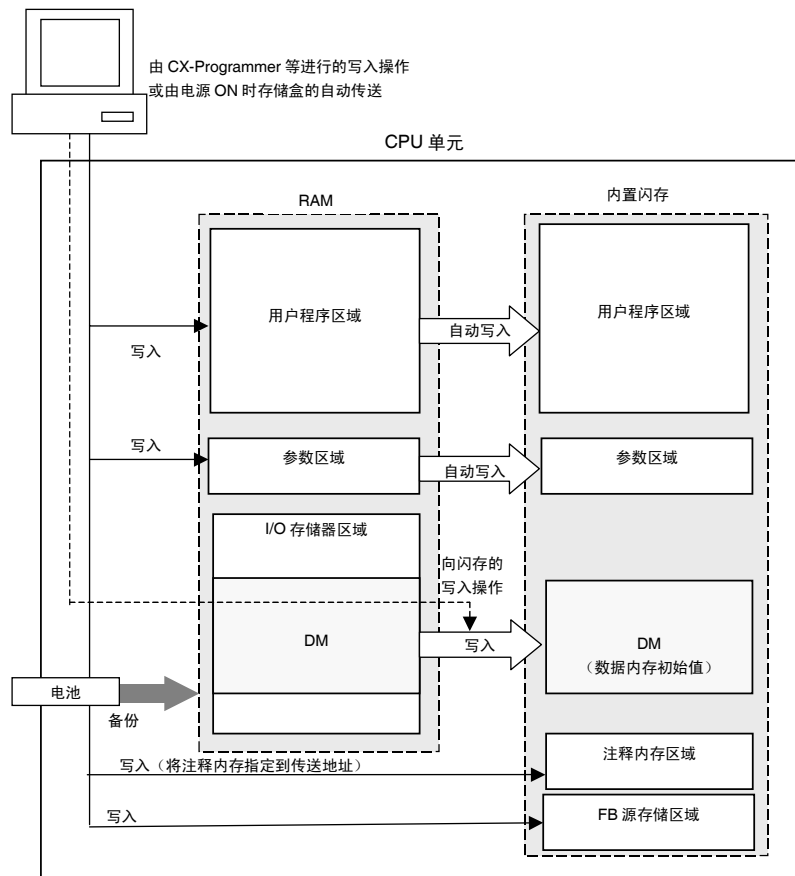 由 CX-Programmer 等进行的写入操作
或由电源 ON 时存储盒的自动传送
CPU 单元
RAM
内置闪存
用户程序区域
用户程序区域
自动写入
写入
写入
参数区域
参数区域
自动写入
I/O 存储器区域
向闪存的
写入操作
DM
写入
DM
（数据内存初始值）
电池
备份
注释内存区域
写入（将注释内存指定到传送地址）
FB 源存储区域
写入